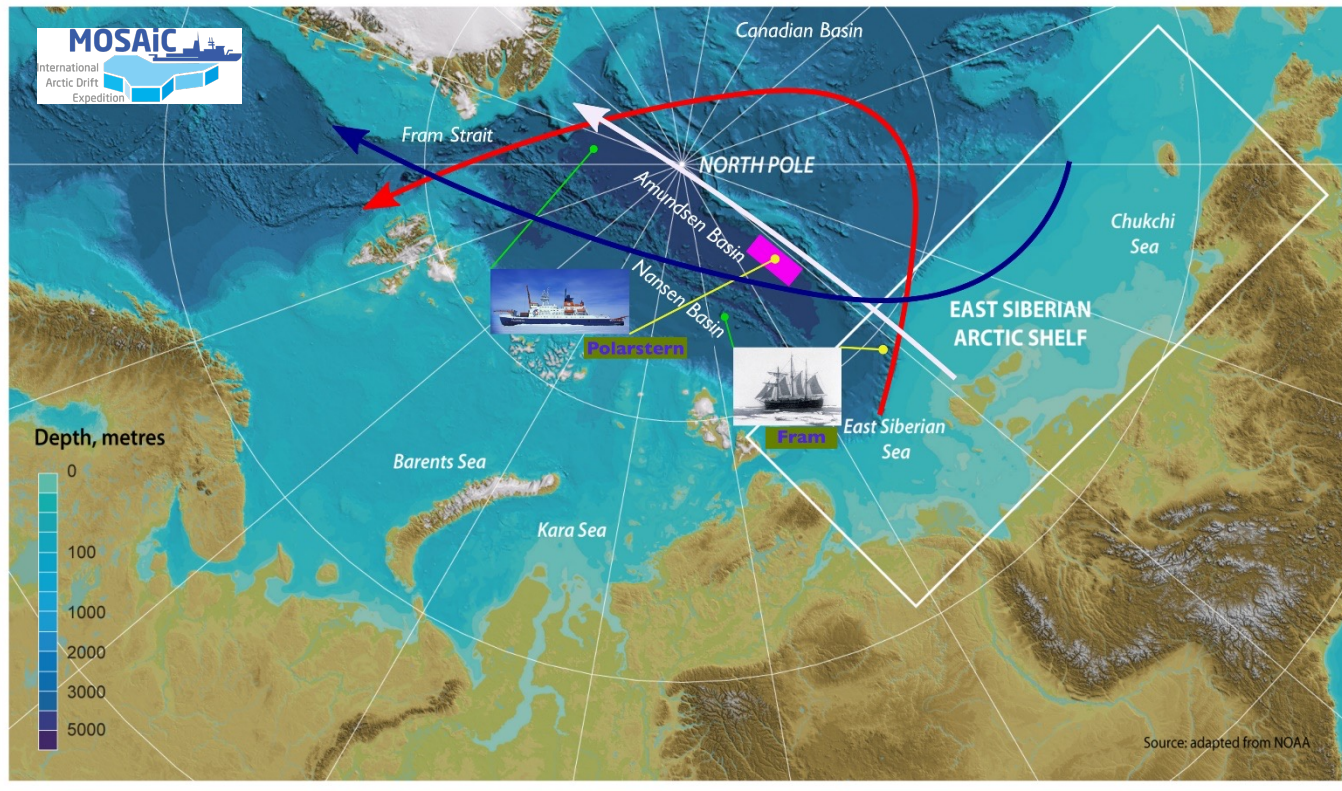 MOSAiC
International
Arctic Drift
Expedition
Canadian Basin
Fram Strait
NORTH POLE
Amundsen Basin
Nansen Basin
Chukchi
Sea
EAST SIBERIAN
ARCTIC SHELF
Polarstern
Fram
East Siberian
Sea
Depth, metres
0
100
1000
2000
3000
5000
Barents Sea
Kara Sea
Source: adapted from NOAA